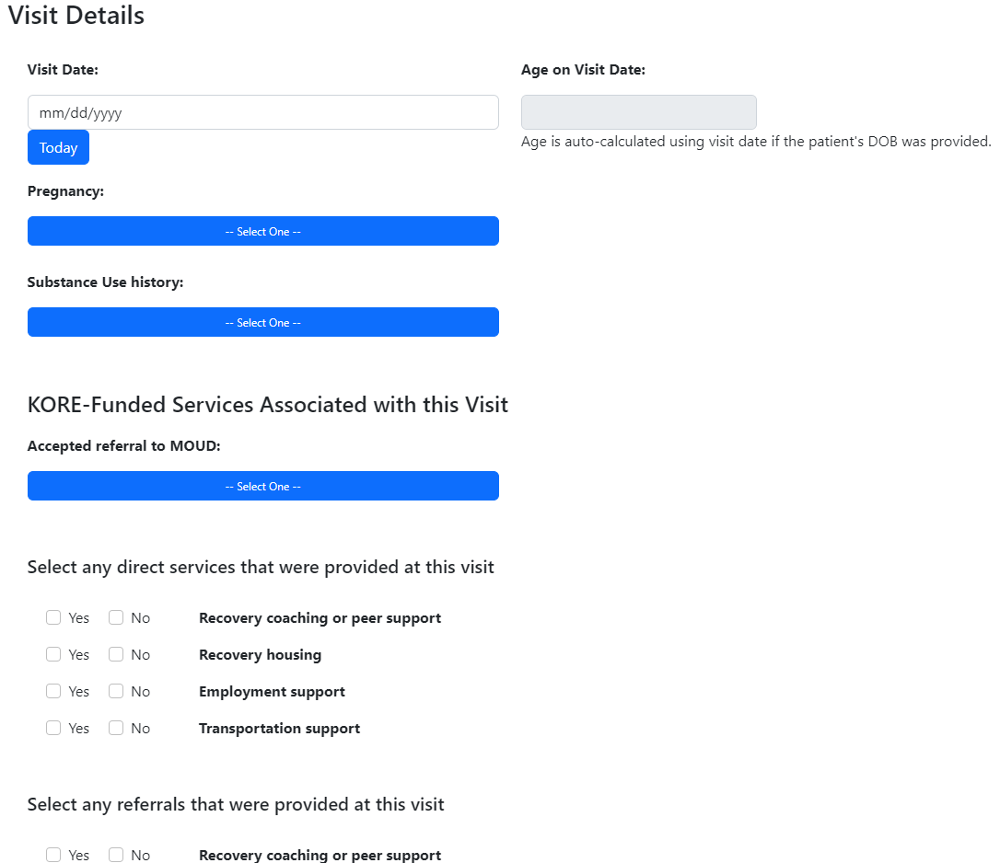 Visit Details
Visit Date:
Age on Visit Date:
mm/dd/yyyy
Today
Age is auto-calculated using visit date if the patient's DOB was provided.
Pregnancy:
-- Select One --
Substance Use history:
-- Select One --
KORE-Funded Services Associated with this Visit
Accepted referral to MOUD:
-- Select One --
Select any direct services that were provided at this visit
Yes No Recovery coaching or peer support
Yes No Recovery housing
Yes No Employment support
Yes No Transportation support
Select any referrals that were provided at this visit
Yes No Recovery coaching or peer support